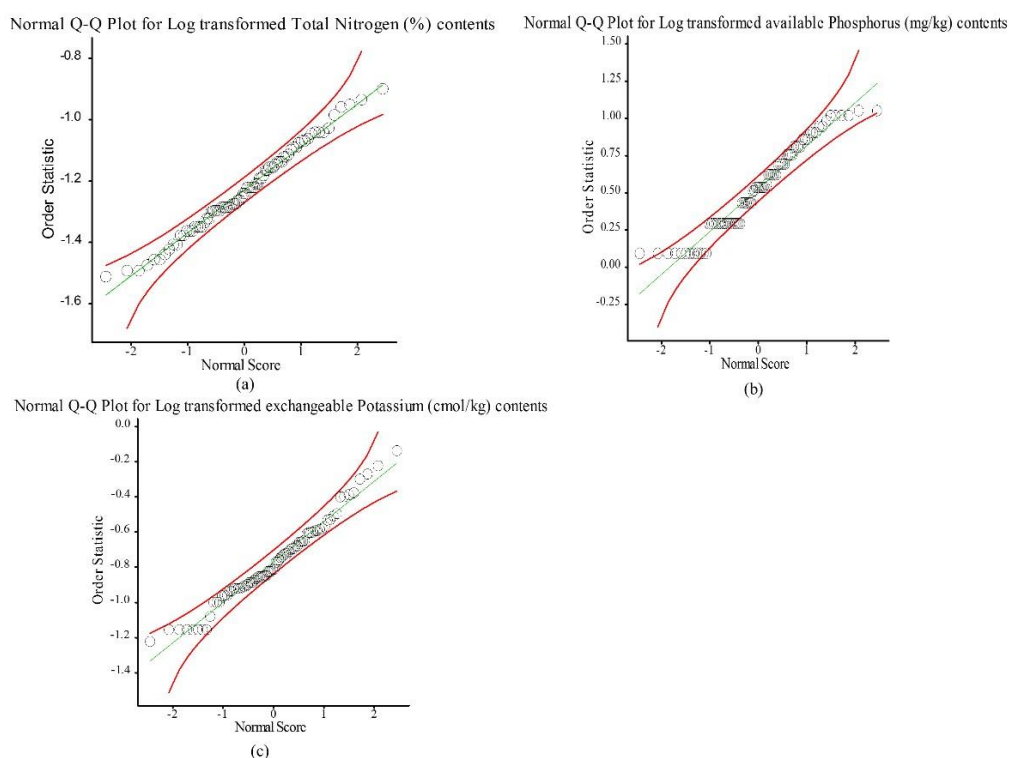 Normal Q-Q Plot for Log transformed Total Nitrogen (%) contents
-0.8
-1.0
-1.2
-1.4
-1.6
Order Statistic
-2 -1 0 1 2
Normal Score
(a)
Normal Q-Q Plot for Log transformed available Phosphorus (mg/kg) contents
1.50
1.25
1.00
0.75
0.50
0.25
0.00
-0.25
Order Statistic
-2 -1 0 1 2
Normal Score
(b)
Normal Q-Q Plot for Log transformed exchangeable Potassium (cmol/kg) contents
0.0
-0.2
-0.4
-0.6
-0.8
-1.0
-1.2
-1.4
Order Statistic
-2 -1 0 1 2
Normal Score
(c)